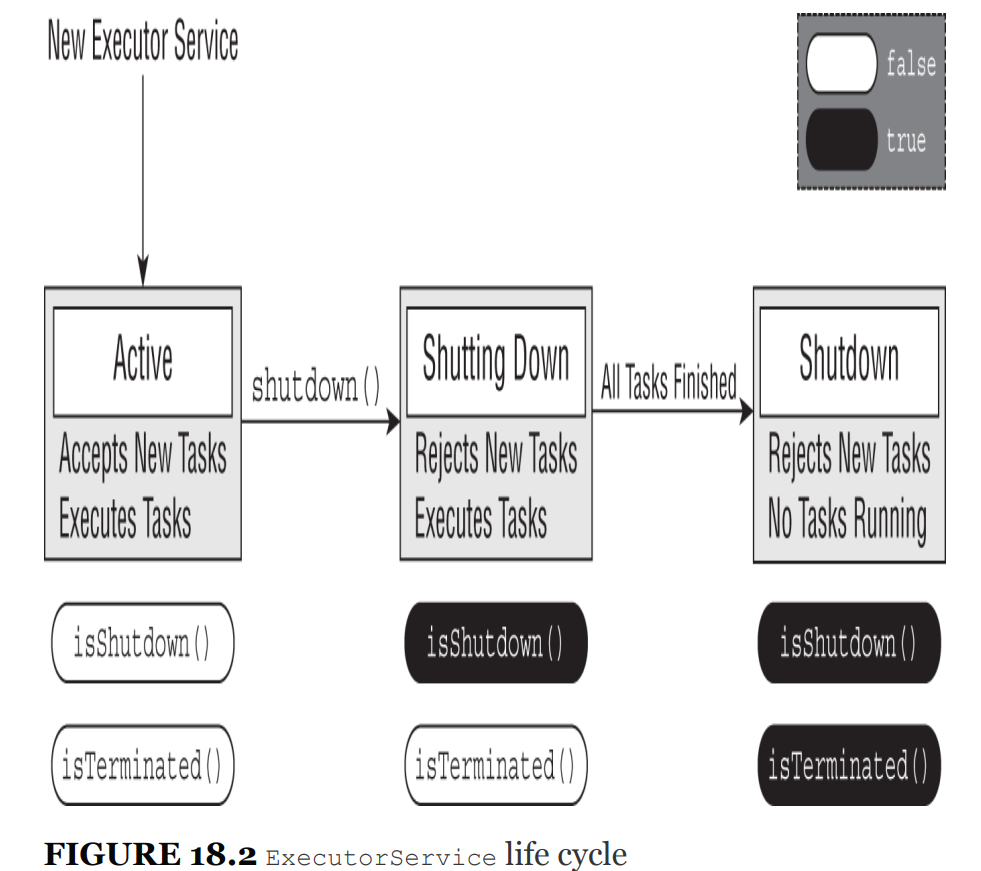 New Executor Service
false
true
Active
Accepts New Tasks
Executes Tasks
shutdown()
Shutting Down
Rejects New Tasks
Executes Tasks
All Tasks Finished
Shutdown
Rejects New Tasks
No Tasks Running
isShutdown()
isShutdown()
isShutdown()
isTerminated()
isTerminated()
isTerminated()
FIGURE 18.2 ExecutorService life cycle